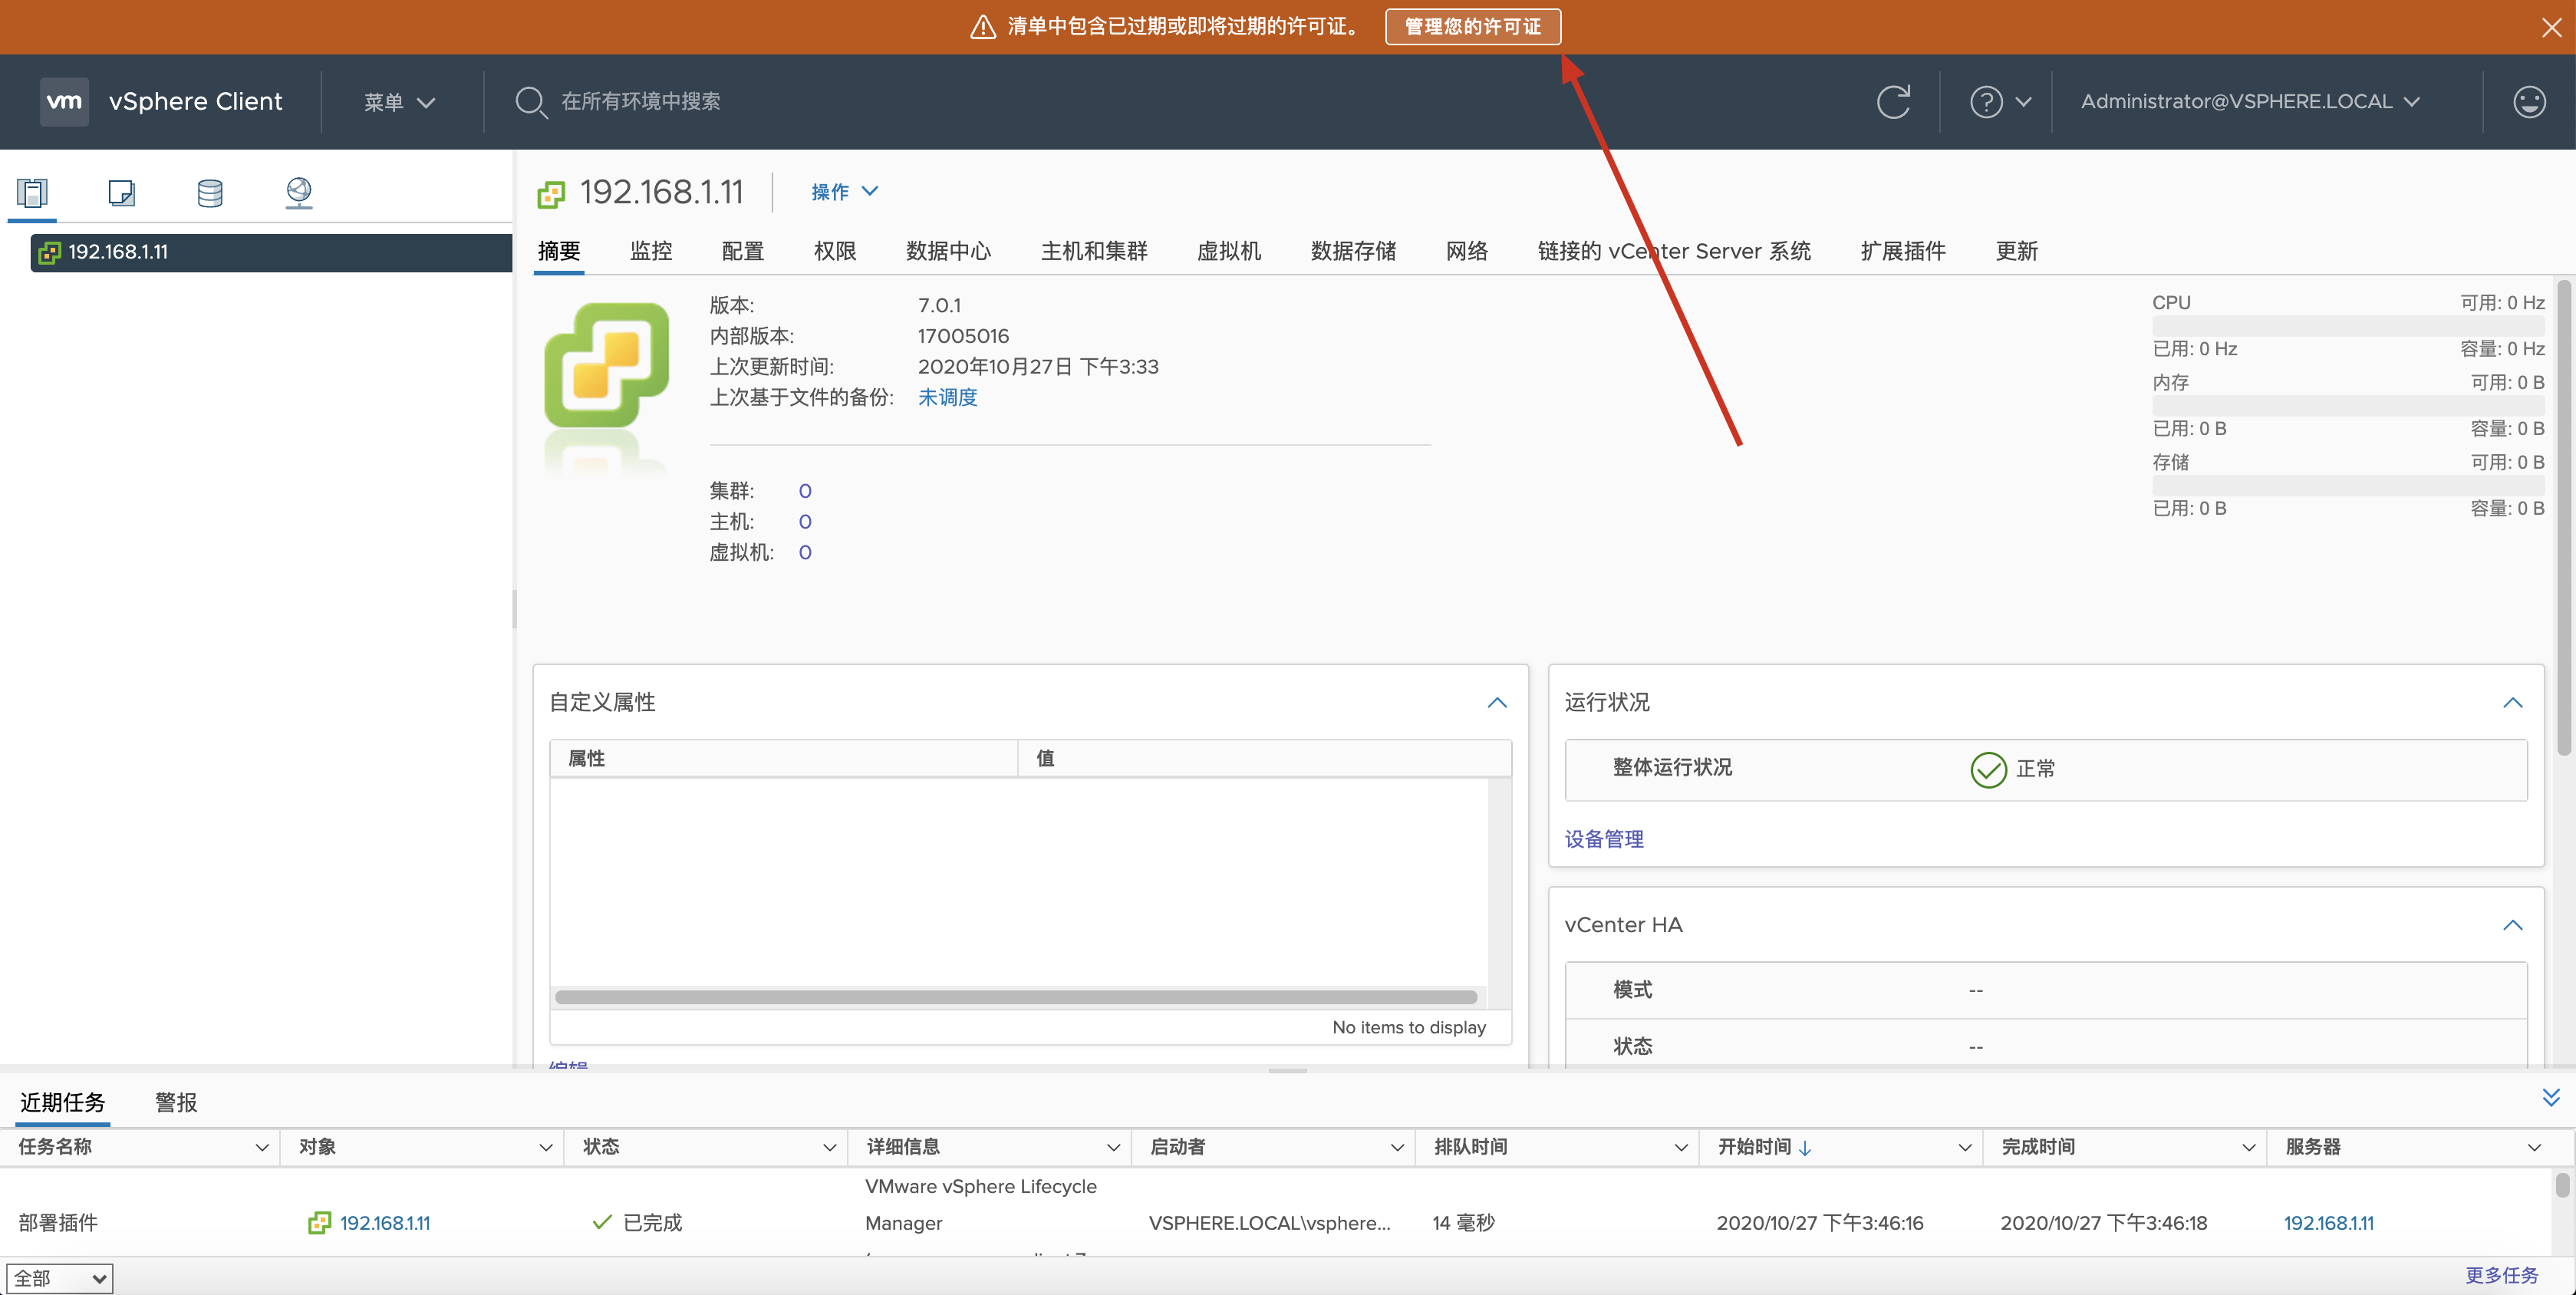 清单中包含已过期或即将过期的许可证。 管理您的许可证
vm vSphere Client 菜单 在所有环境中搜索 Administrator@VSPHERE.LOCAL
192.168.1.11 操作
192.168.1.11
摘要 监控 配置 权限 数据中心 主机和集群 虚拟机 数据存储 网络 链接的 vCenter Server 系统 扩展插件 更新
版本: 7.0.1
内部版本: 17005016
上次更新时间: 2020年10月27日 下午3:33
上次基于文件的备份: 未调度
集群: 0
主机: 0
虚拟机: 0
CPU 可用: 0 Hz
已用: 0 Hz 容量: 0 Hz
内存 可用: 0 B
已用: 0 B 容量: 0 B
存储 可用: 0 B
已用: 0 B 容量: 0 B
自定义属性
属性 值
No items to display
编辑
运行状况
整体运行状况 正常
设备管理
vCenter HA
模式 --
状态 --
近期任务 警报
任务名称 对象 状态 详细信息 启动者 排队时间 开始时间 完成时间 服务器
VMware vSphere Lifecycle
部署插件 192.168.1.11 已完成 Manager VSPHERE.LOCAL\vsphere... 14 毫秒 2020/10/27 下午3:46:16 2020/10/27 下午3:46:18 192.168.1.11
全部 更多任务